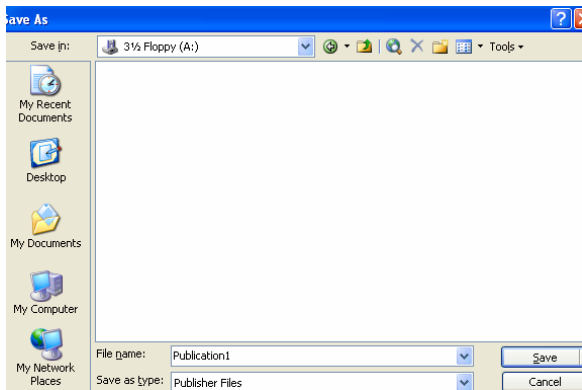 Save As
?
Save in: 3½ Floppy (A:) Tools
My Recent
Documents
Desktop
My Documents
My Computer
My Network
Places
File name: Publication1 Save
Save as type: Publisher Files Cancel